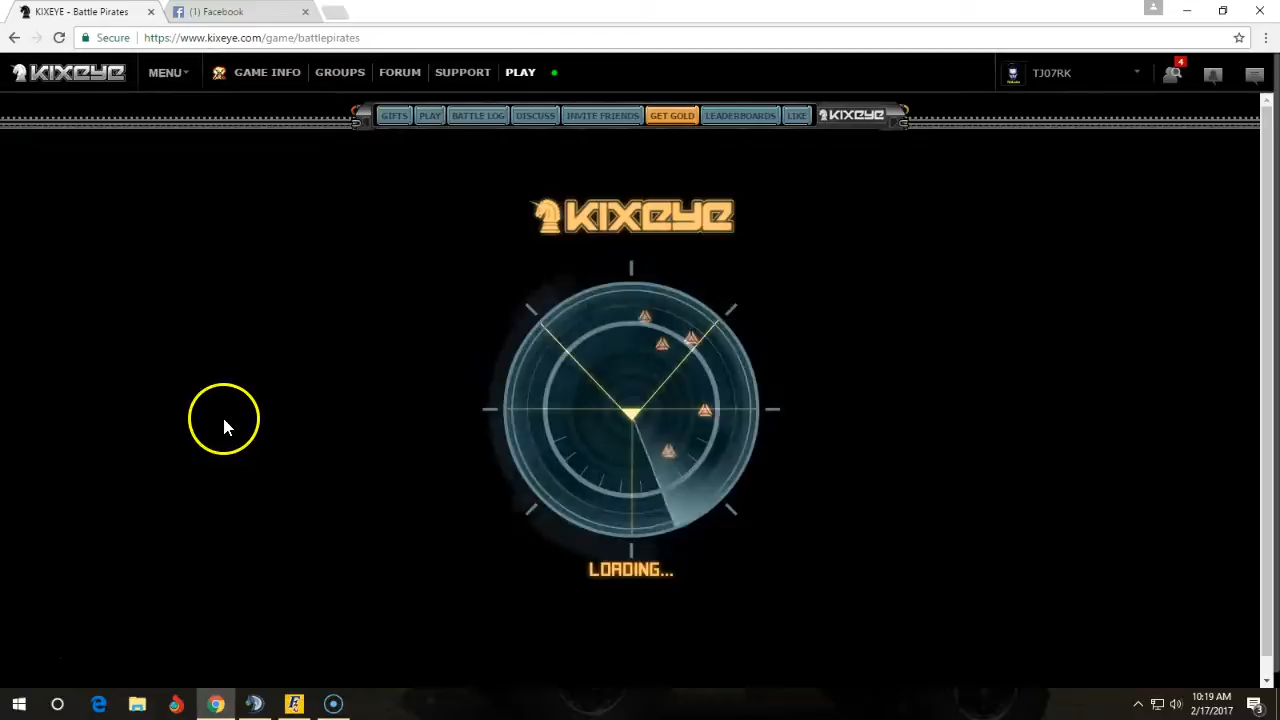 KIXEYE – Battle Pirates
(1) Facebook
Secure https://www.kixeye.com/game/battlepirates
KIXEYE MENU GAME INFO GROUPS FORUM SUPPORT PLAY TJ07RK 4
GIFTS PLAY BATTLE LOG DISCUSS INVITE FRIENDS GET GOLD LEADERBOARDS LIKE KIXEYE
KIXEYE
LOADING...
10:19 AM
2/17/2017
3